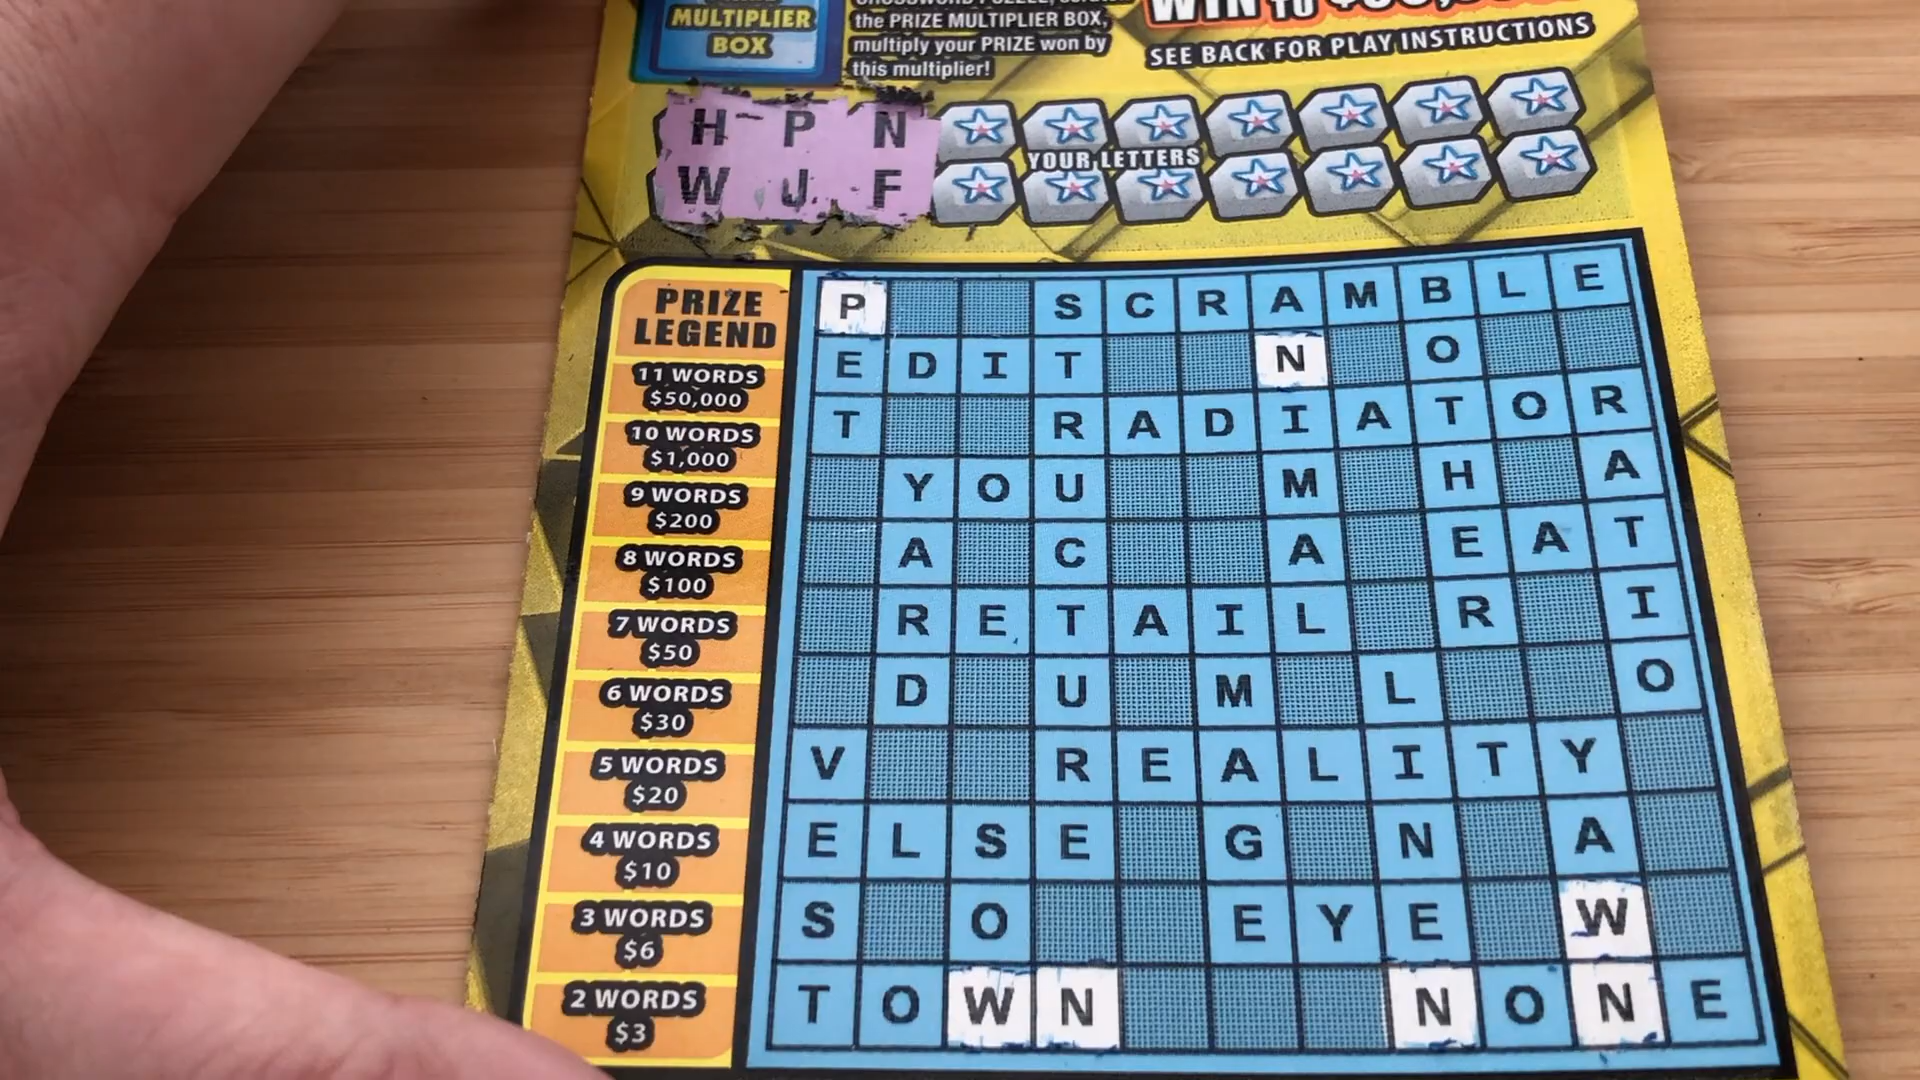 MULTIPLIER
BOX
the PRIZE MULTIPLIER BOX,
multiply your PRIZE won by
this multiplier!
WIN TO
SEE BACK FOR PLAY INSTRUCTIONS
H P N
W J F
YOUR LETTERS
PRIZE
LEGEND
11 WORDS
$50,000
10 WORDS
$1,000
9 WORDS
$200
8 WORDS
$100
7 WORDS
$50
6 WORDS
$30
5 WORDS
$20
4 WORDS
$10
3 WORDS
$6
2 WORDS
$3
P S C R A M B L E
E D I T N O
T R A D I A T O R
Y O U M H A
A C A E A T
R E T A I L R I
D U M L O
V R E A L I T Y
E L S E G N A
S O E Y E W
T O W N N O N E